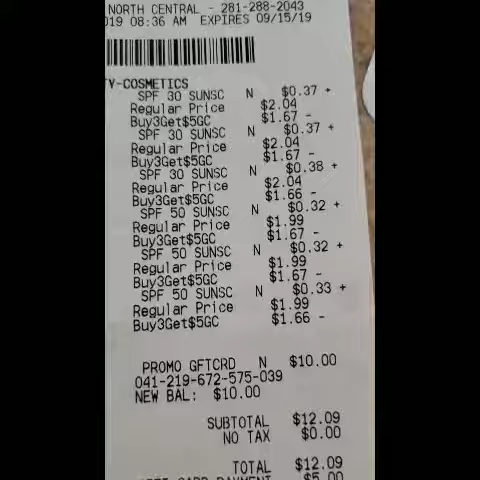 NORTH CENTRAL - 281-288-2043
019 08:36 AM EXPIRES 09/15/19
Y-COSMETICS
SPF 30 SUNSC N $0.37 +
Regular Price $2.04
Buy3Get$5GC $1.67 -
SPF 30 SUNSC N $0.37 +
Regular Price $2.04
Buy3Get$5GC $1.67 -
SPF 30 SUNSC N $0.38 +
Regular Price $2.04
Buy3Get$5GC $1.66 -
SPF 50 SUNSC N $0.32 +
Regular Price $1.99
Buy3Get$5GC $1.67 -
SPF 50 SUNSC N $0.32 +
Regular Price $1.99
Buy3Get$5GC $1.67 -
SPF 50 SUNSC N $0.33 +
Regular Price $1.99
Buy3Get$5GC $1.66 -
PROMO GFTCRD N $10.00
041-219-672-575-039
NEW BAL: $10.00
SUBTOTAL $12.09
NO TAX $0.00
TOTAL $12.09
CARD PAYMENT $5.00